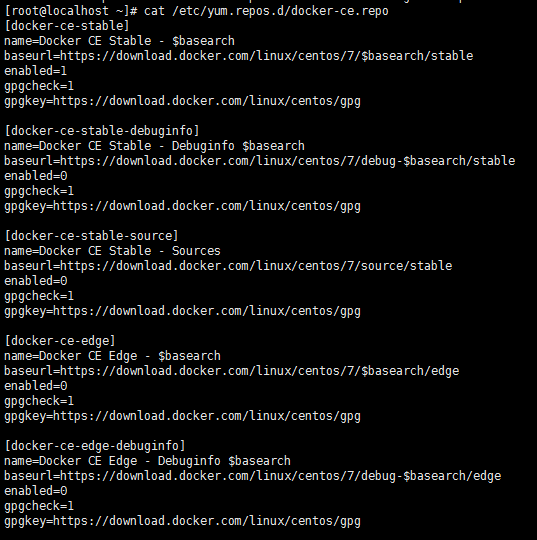 [root@localhost ~]# cat /etc/yum.repos.d/docker-ce.repo
[docker-ce-stable]
name=Docker CE Stable - $basearch
baseurl=https://download.docker.com/linux/centos/7/$basearch/stable
enabled=1
gpgcheck=1
gpgkey=https://download.docker.com/linux/centos/gpg

[docker-ce-stable-debuginfo]
name=Docker CE Stable - Debuginfo $basearch
baseurl=https://download.docker.com/linux/centos/7/debug-$basearch/stable
enabled=0
gpgcheck=1
gpgkey=https://download.docker.com/linux/centos/gpg

[docker-ce-stable-source]
name=Docker CE Stable - Sources
baseurl=https://download.docker.com/linux/centos/7/source/stable
enabled=0
gpgcheck=1
gpgkey=https://download.docker.com/linux/centos/gpg

[docker-ce-edge]
name=Docker CE Edge - $basearch
baseurl=https://download.docker.com/linux/centos/7/$basearch/edge
enabled=0
gpgcheck=1
gpgkey=https://download.docker.com/linux/centos/gpg

[docker-ce-edge-debuginfo]
name=Docker CE Edge - Debuginfo $basearch
baseurl=https://download.docker.com/linux/centos/7/debug-$basearch/edge
enabled=0
gpgcheck=1
gpgkey=https://download.docker.com/linux/centos/gpg